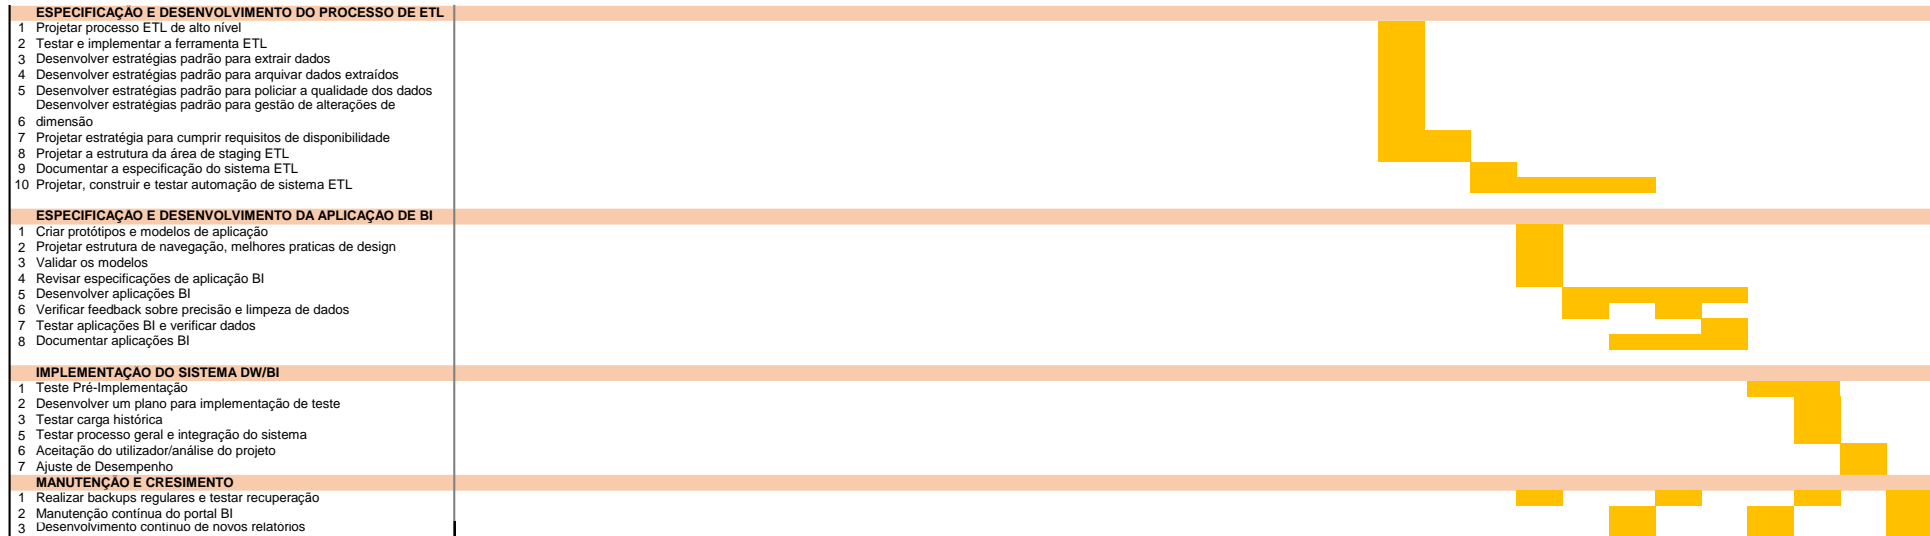 ESPECIFICAÇÃO E DESENVOLVIMENTO DO PROCESSO DE ETL
1 Projetar processo ETL de alto nível
2 Testar e implementar a ferramenta ETL
3 Desenvolver estratégias padrão para extrair dados
4 Desenvolver estratégias padrão para arquivar dados extraídos
5 Desenvolver estratégias padrão para policiar a qualidade dos dados
Desenvolver estratégias padrão para gestão de alterações de
6 dimensão
7 Projetar estratégia para cumprir requisitos de disponibilidade
8 Projetar a estrutura da área de staging ETL
9 Documentar a especificação do sistema ETL
10 Projetar, construir e testar automação de sistema ETL
ESPECIFICAÇÃO E DESENVOLVIMENTO DA APLICAÇÃO DE BI
1 Criar protótipos e modelos de aplicação
2 Projetar estrutura de navegação, melhores praticas de design
3 Validar os modelos
4 Revisar especificações de aplicação BI
5 Desenvolver aplicações BI
6 Verificar feedback sobre precisão e limpeza de dados
7 Testar aplicações BI e verificar dados
8 Documentar aplicações BI
IMPLEMENTAÇÃO DO SISTEMA DW/BI
1 Teste Pré-Implementação
2 Desenvolver um plano para implementação de teste
3 Testar carga histórica
5 Testar processo geral e integração do sistema
6 Aceitação do utilizador/análise do projeto
7 Ajuste de Desempenho
MANUTENÇÃO E CRESIMENTO
1 Realizar backups regulares e testar recuperação
2 Manutenção contínua do portal BI
3 Desenvolvimento contínuo de novos relatórios